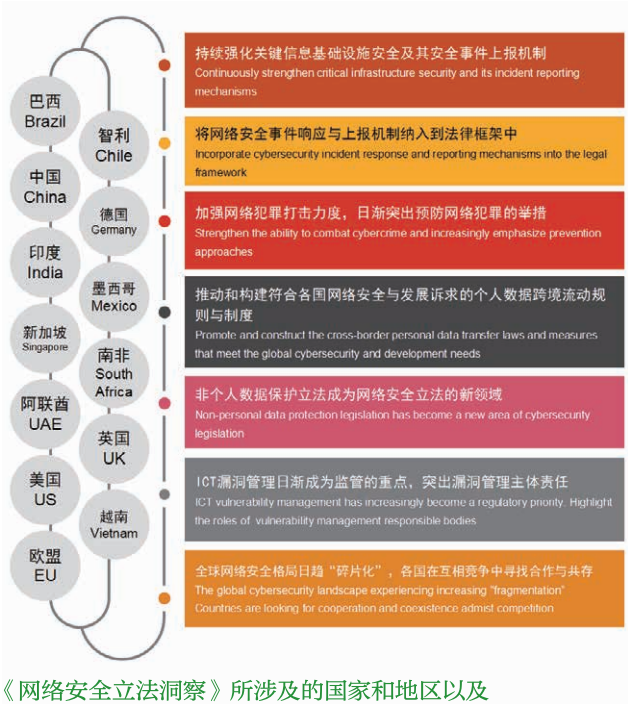 巴西
Brazil
中国
China
印度
India
新加坡
Singapore
阿联酋
UAE
美国
US
欧盟
EU
智利
Chile
德国
Germany
墨西哥
Mexico
南非
South
Africa
英国
UK
越南
Vietnam
持续强化关键信息基础设施安全及其安全事件上报机制
Continuously strengthen critical infrastructure security and its incident reporting
mechanisms
将网络安全事件响应与上报机制纳入到法律框架中
Incorporate cybersecurity incident response and reporting mechanisms into the legal
framework
加强网络犯罪打击力度，日渐突出预防网络犯罪的举措
Strengthen the ability to combat cybercrime and increasingly emphasize prevention
approaches
推动和构建符合各国网络安全与发展诉求的个人数据跨境流动规
则与制度
Promote and construct the cross-border personal data transfer laws and measures
that meet the global cybersecurity and development needs
非个人数据保护立法成为网络安全立法的新领域
Non-personal data protection legislation has become a new area of cybersecurity
legislation
ICT漏洞管理日渐成为监管的重点，突出漏洞管理主体责任
ICT vulnerability management has increasingly become a regulatory priority. Highlight
the roles of vulnerability management responsible bodies
全球网络安全格局日趋“碎片化”，各国在互相竞争中寻找合作与共存
The global cybersecurity landscape experiencing increasing "fragmentation"
Countries are looking for cooperation and coexistence admist competition
《网络安全立法洞察》所涉及的国家和地区以及